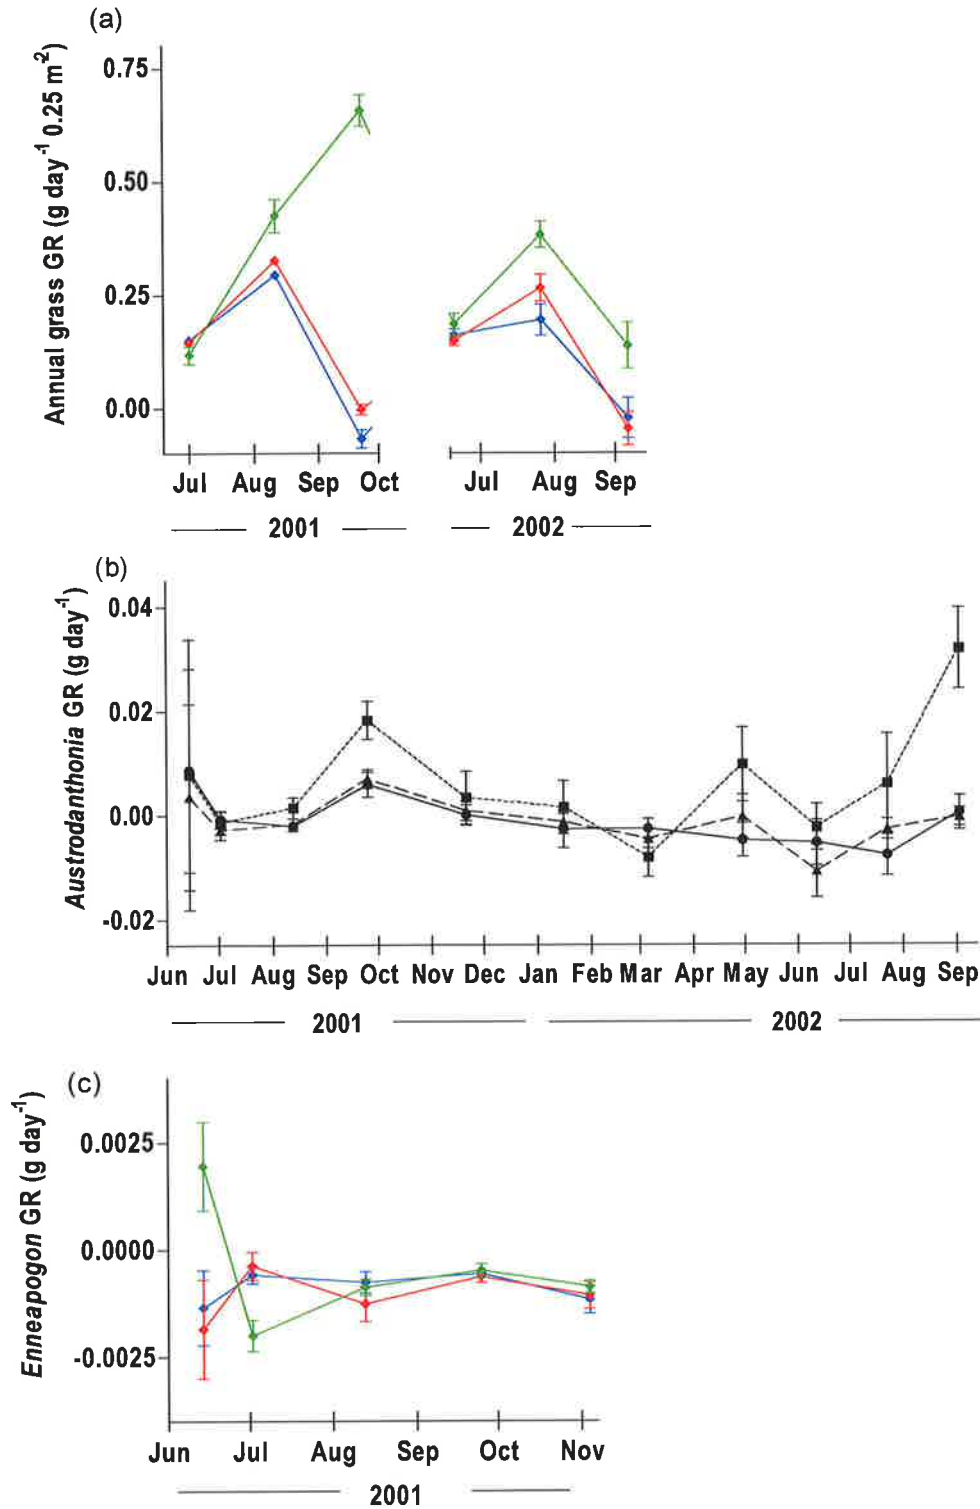 (a)
Annual grass GR (g day⁻¹ 0.25 m⁻²)
0.75
0.50
0.25
0.00
Jul Aug Sep Oct Jul Aug Sep
2001 2002
(b)
Austrodanthonia GR (g day⁻¹)
0.04
0.02
0.00
-0.02
Jun Jul Aug Sep Oct Nov Dec Jan Feb Mar Apr May Jun Jul Aug Sep
2001 2002
(c)
Enneapogon GR (g day⁻¹)
0.0025
0.0000
-0.0025
Jun Jul Aug Sep Oct Nov
2001